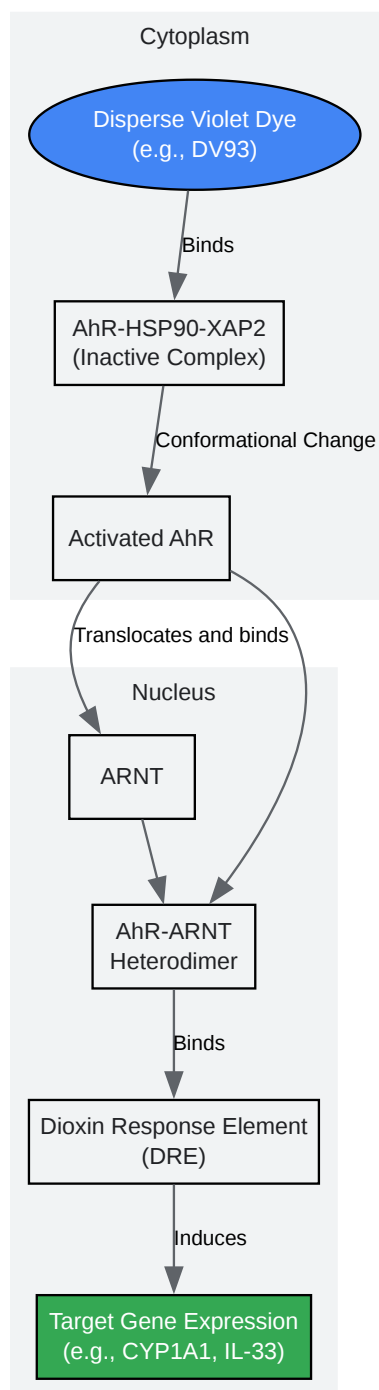 Cytoplasm
Disperse Violet Dye
(e.g., DV93)
Binds
AhR-HSP90-XAP2
(Inactive Complex)
Conformational Change
Activated AhR
Translocates and binds
Nucleus
ARNT
AhR-ARNT
Heterodimer
Binds
Dioxin Response Element
(DRE)
Induces
Target Gene Expression
(e.g., CYP1A1, IL-33)